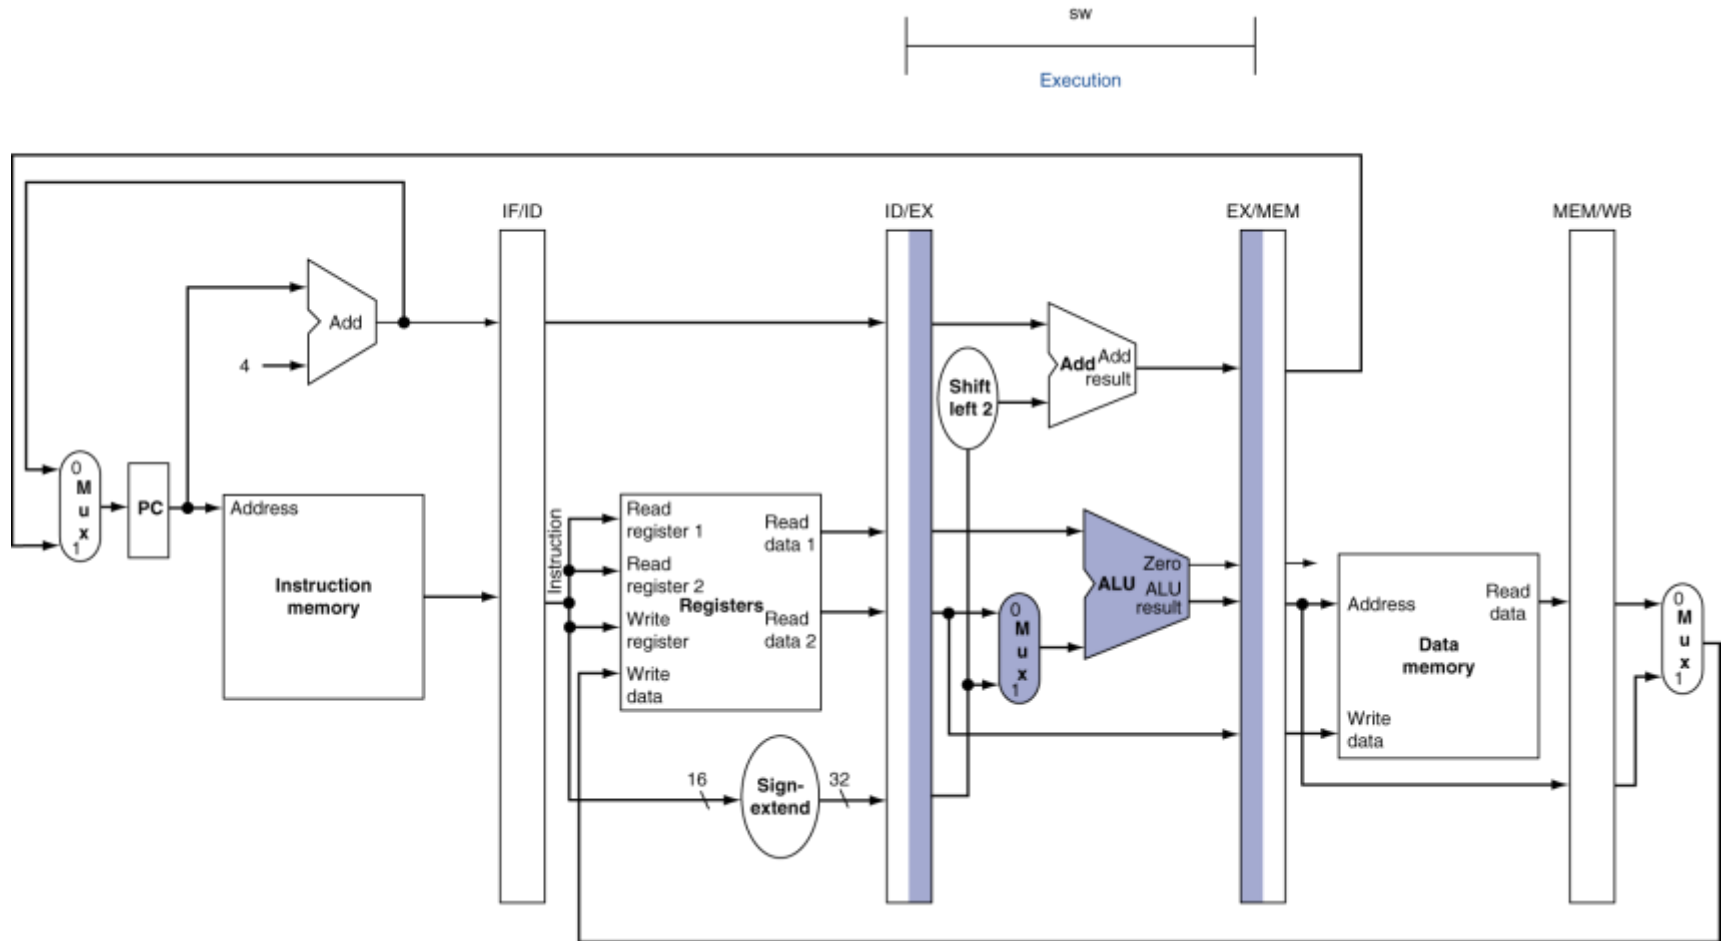 sw
Execution
IF/ID
ID/EX
EX/MEM
MEM/WB
Add
4
Shift
left 2
Add
Add
result
0
M
u
x
1
PC
Address
Instruction
memory
Instruction
Read
register 1
Read
register 2
Write
register
Write
data
Registers
Read
data 1
Read
data 2
16
Sign-
extend
32
0
M
u
x
1
ALU
Zero
ALU
result
Address
Read
data
Data
memory
Write
data
0
M
u
x
1